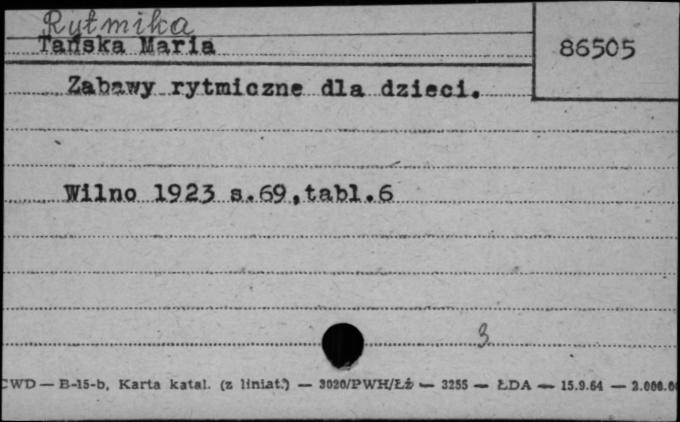 Rytmika
Tańska Maria
86505
Zabawy rytmiczne dla dzieci.
Wilno 1923 s.69,tabl.6
3
CWD — B-15-b, Karta katal. (z liniat.) — 3020/PWH/Łż — 3255 — ŁDA — 15.9.64 — 2.000.0